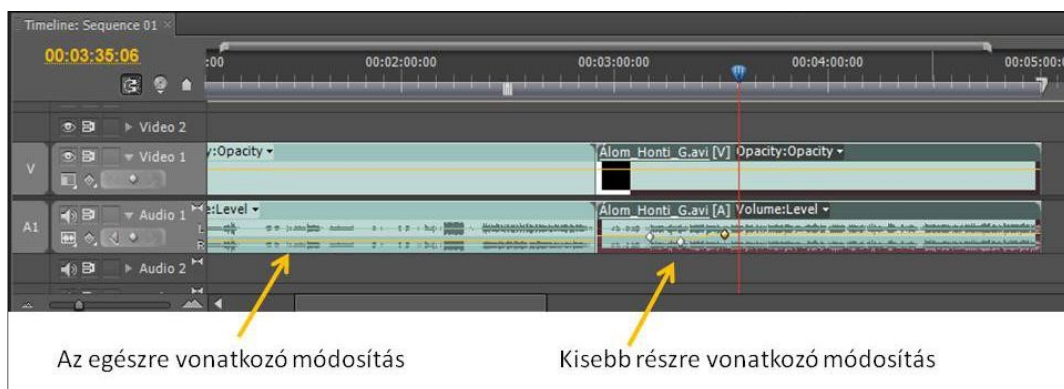 Timeline: Sequence 01 ×
00:03:35:06
:00 00:02:00:00 00:03:00:00 00:04:00:00 00:05:00:0
Video 2
V Video 1 y:Opacity Álom_Honti_G.avi [V] Opacity:Opacity
A1 Audio 1 e:Level Álom_Honti_G.avi [A] Volume:Level
L
R
Audio 2
Az egészre vonatkozó módosítás Kisebb részre vonatkozó módosítás